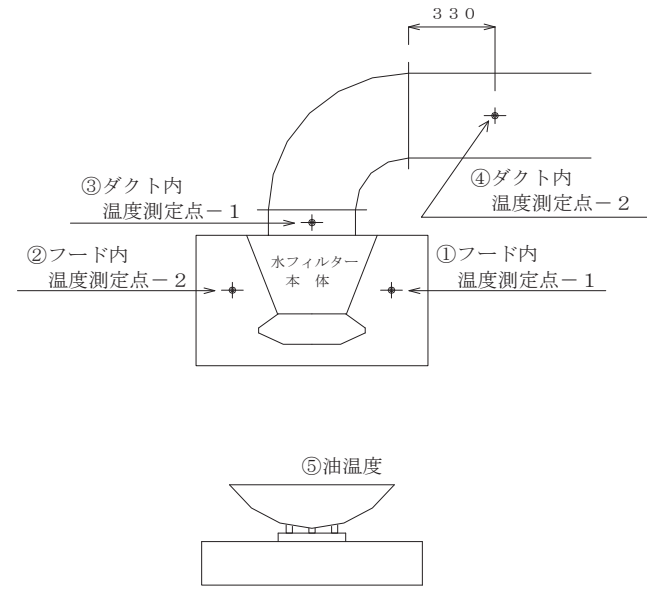 ３３０
③ダクト内
温度測定点－１
④ダクト内
温度測定点－２
②フード内
温度測定点－２
水フィルター
本　体
①フード内
温度測定点－１
⑤油温度